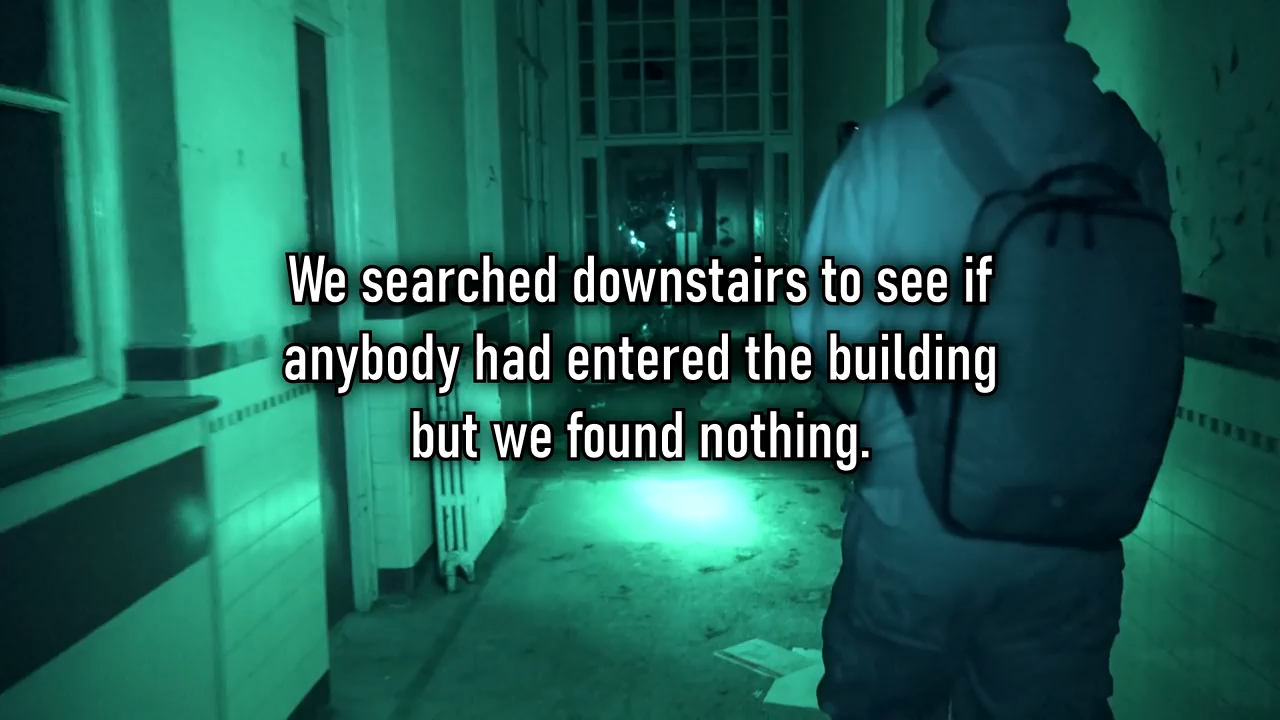 We searched downstairs to see if
anybody had entered the building
but we found nothing.